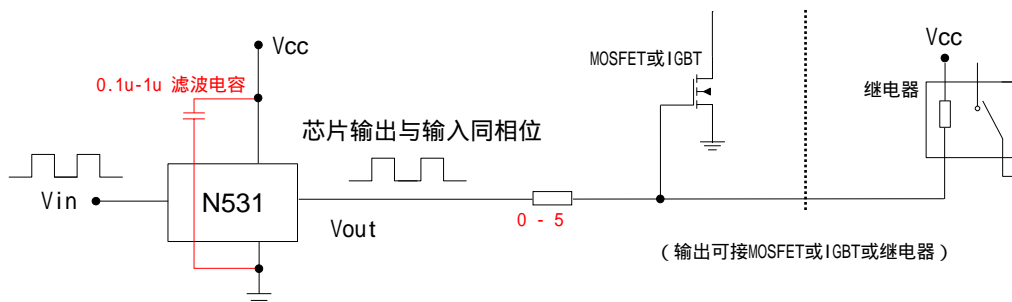 Vcc
MOSFET或IGBT
Vcc
0.1u-1u 滤波电容
继电器
芯片输出与输入同相位
Vin
N531
Vout
0 - 5
(输出可接MOSFET或IGBT或继电器)